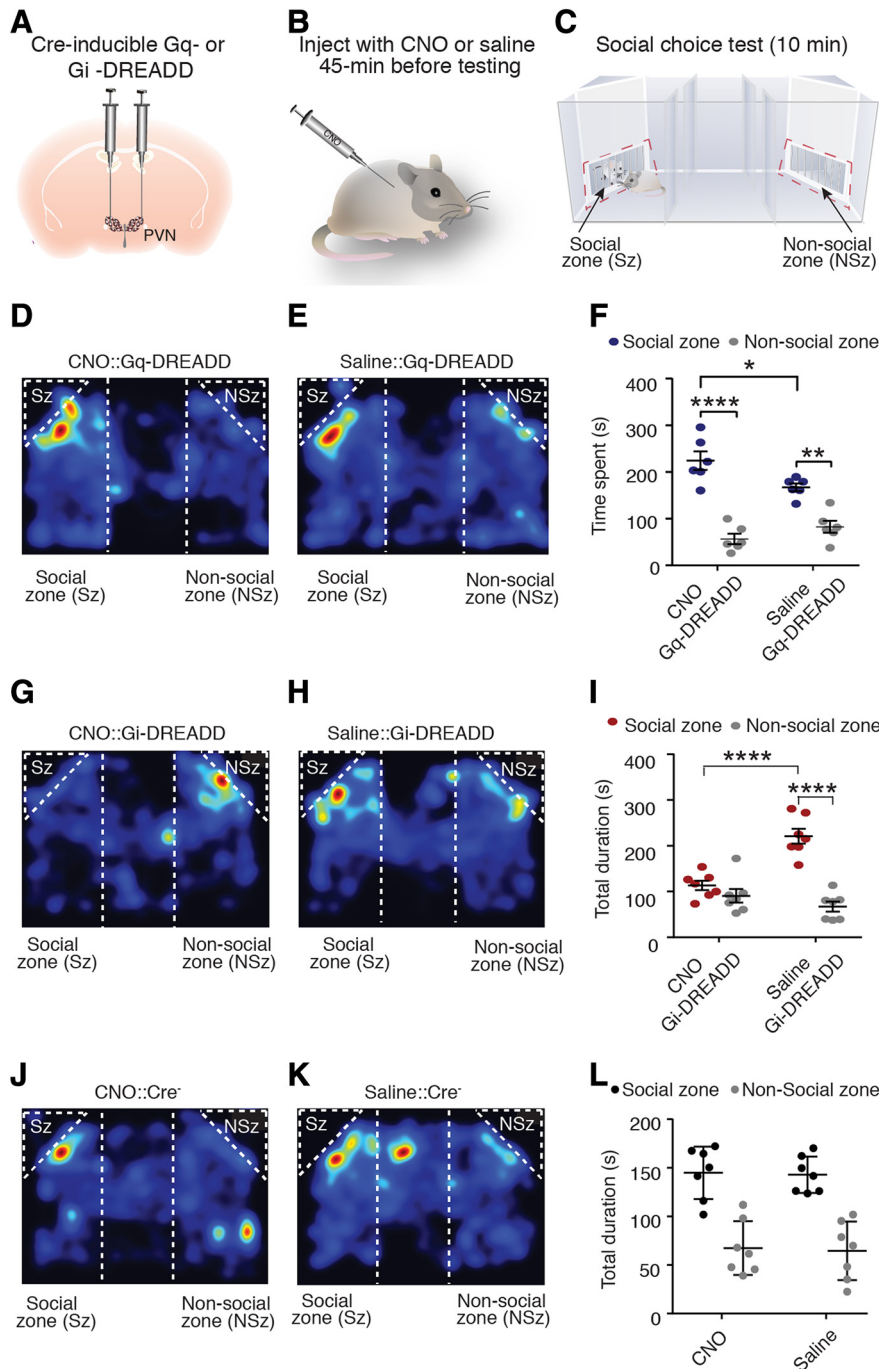 A
Cre-inducible Gq- or
Gi -DREADD
PVN
B
Inject with CNO or saline
45-min before testing
CNO
C
Social choice test (10 min)
Social
zone (Sz)
Non-social
zone (NSz)
D
CNO::Gq-DREADD
Sz
NSz
Social
zone (Sz)
Non-social
zone (NSz)
E
Saline::Gq-DREADD
Sz
NSz
Social
zone (Sz)
Non-social
zone (NSz)
F
Social zone Non-social zone
Time spent (s)
400
300
200
100
0
*
****
**
CNO
Gq-DREADD
Saline
Gq-DREADD
G
CNO::Gi-DREADD
Sz
NSz
Social
zone (Sz)
Non-social
zone (NSz)
H
Saline::Gi-DREADD
Sz
NSz
Social
zone (Sz)
Non-social
zone (NSz)
I
Social zone Non-social zone
Total duration (s)
400
300
200
100
0
****
****
CNO
Gi-DREADD
Saline
Gi-DREADD
J
CNO::Cre-
Sz
NSz
Social
zone (Sz)
Non-social
zone (NSz)
K
Saline::Cre-
Sz
NSz
Social
zone (Sz)
Non-social
zone (NSz)
L
Social zone Non-Social zone
Total duration (s)
200
150
100
50
0
CNO
Saline